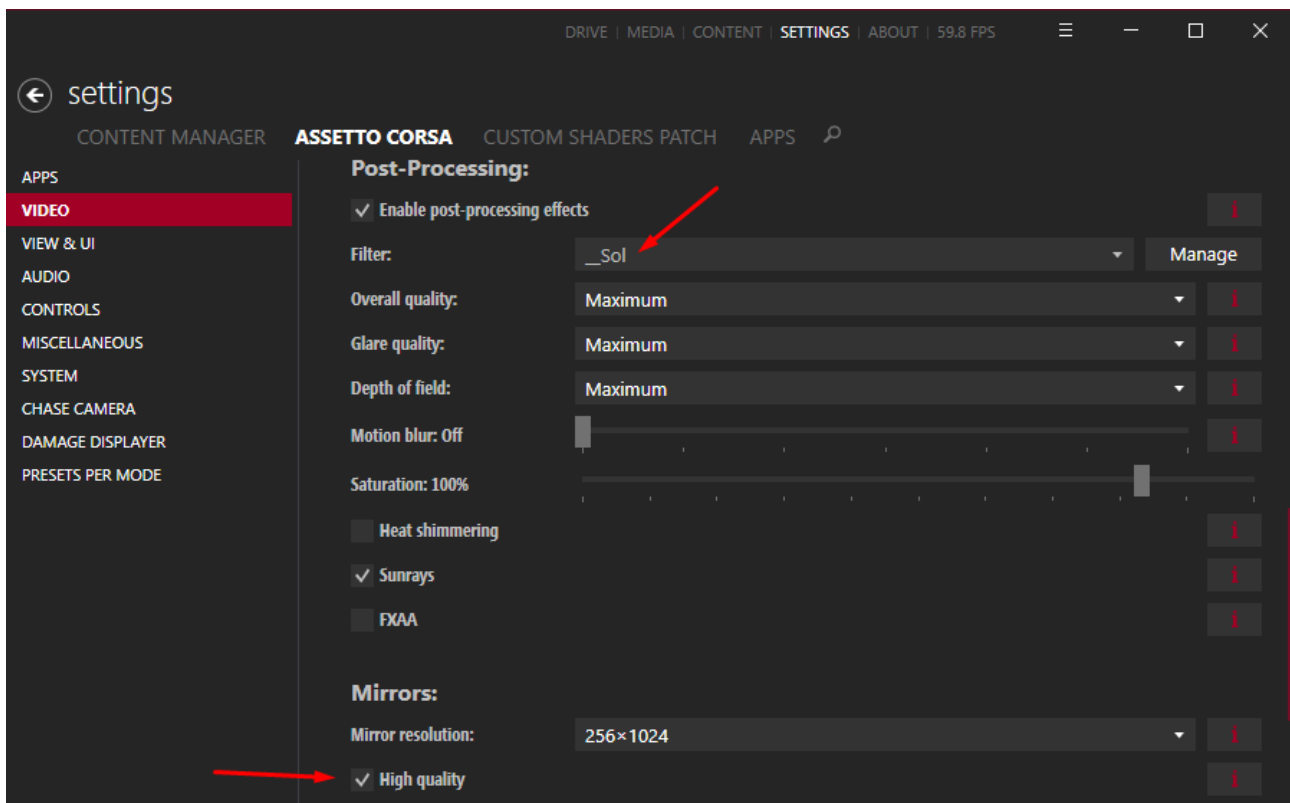 DRIVE | MEDIA | CONTENT | SETTINGS | ABOUT | 59.8 FPS
settings
CONTENT MANAGER ASSETTO CORSA CUSTOM SHADERS PATCH APPS
APPS
VIDEO
VIEW & UI
AUDIO
CONTROLS
MISCELLANEOUS
SYSTEM
CHASE CAMERA
DAMAGE DISPLAYER
PRESETS PER MODE
Post-Processing:
Enable post-processing effects i
Filter: __Sol Manage
Overall quality: Maximum i
Glare quality: Maximum i
Depth of field: Maximum i
Motion blur: Off i
Saturation: 100%
Heat shimmering i
Sunrays i
FXAA i
Mirrors:
Mirror resolution: 256×1024 i
High quality i